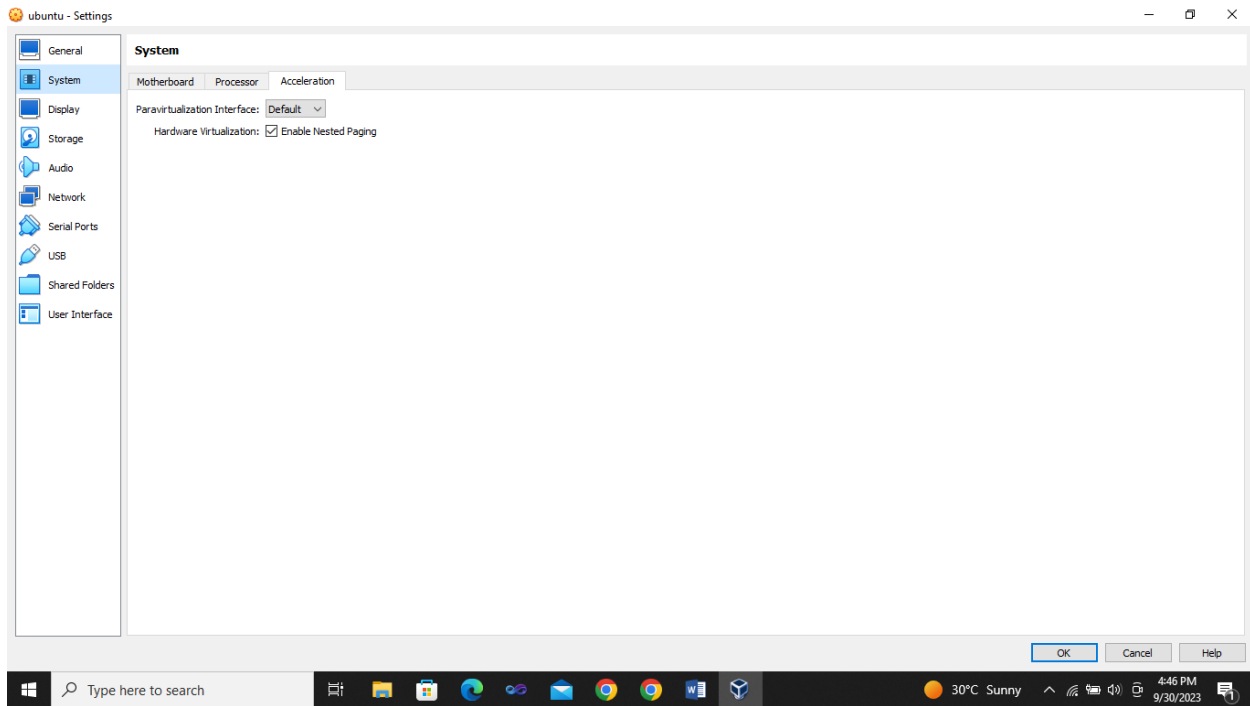 ubuntu - Settings
General
System
Display
Storage
Audio
Network
Serial Ports
USB
Shared Folders
User Interface
System
Motherboard Processor Acceleration
Paravirtualization Interface: Default
Hardware Virtualization: Enable Nested Paging
OK Cancel Help
Type here to search
30°C Sunny
4:46 PM
9/30/2023
1